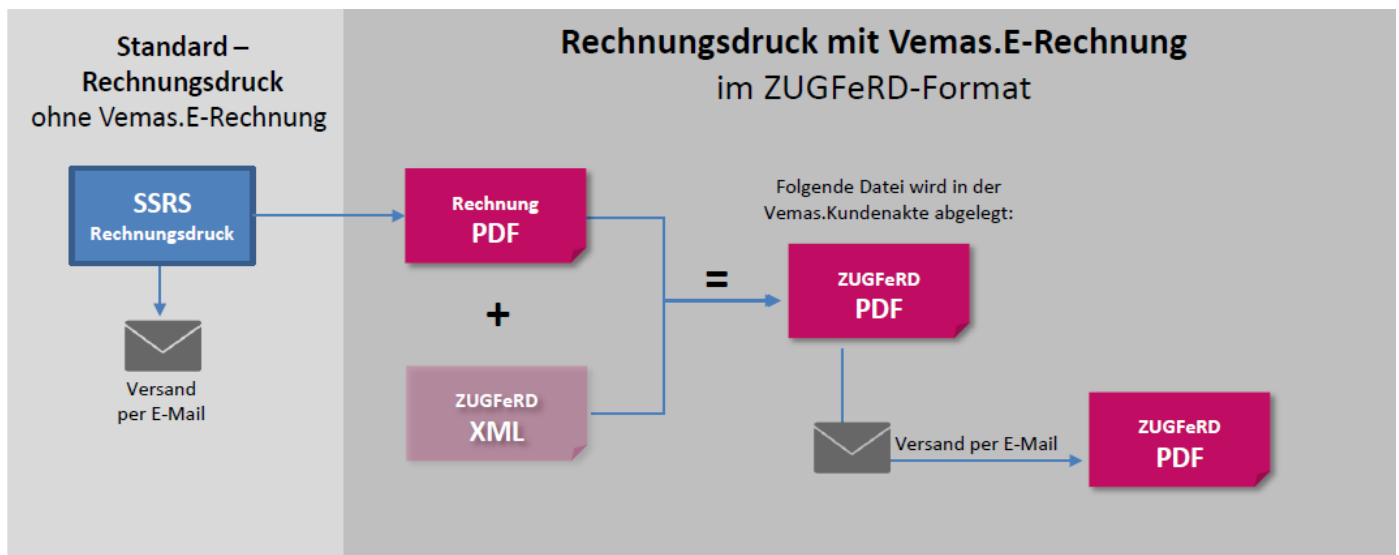 Standard –
Rechnungsdruck
ohne Vemas.E-Rechnung
SSRS
Rechnungsdruck
Versand
per E-Mail
Rechnungsdruck mit Vemas.E-Rechnung
im ZUGFeRD-Format
Rechnung
PDF
+
ZUGFeRD
XML
=
Folgende Datei wird in der
Vemas.Kundenakte abgelegt:
ZUGFeRD
PDF
Versand per E-Mail
ZUGFeRD
PDF